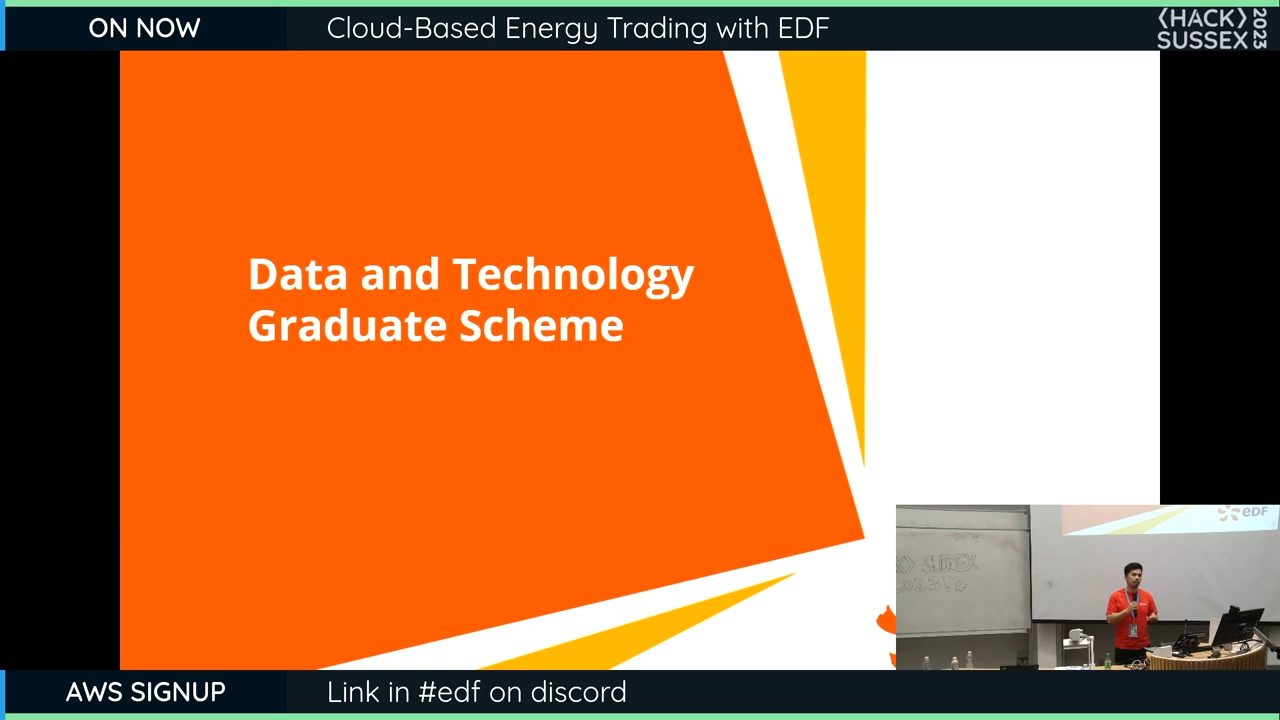 ON NOW
Cloud-Based Energy Trading with EDF
⟨HACK⟩
SUSSEX
2023
Data and Technology
Graduate Scheme
eDF
SUSSEX
AWS SIGNUP
Link in #edf on discord